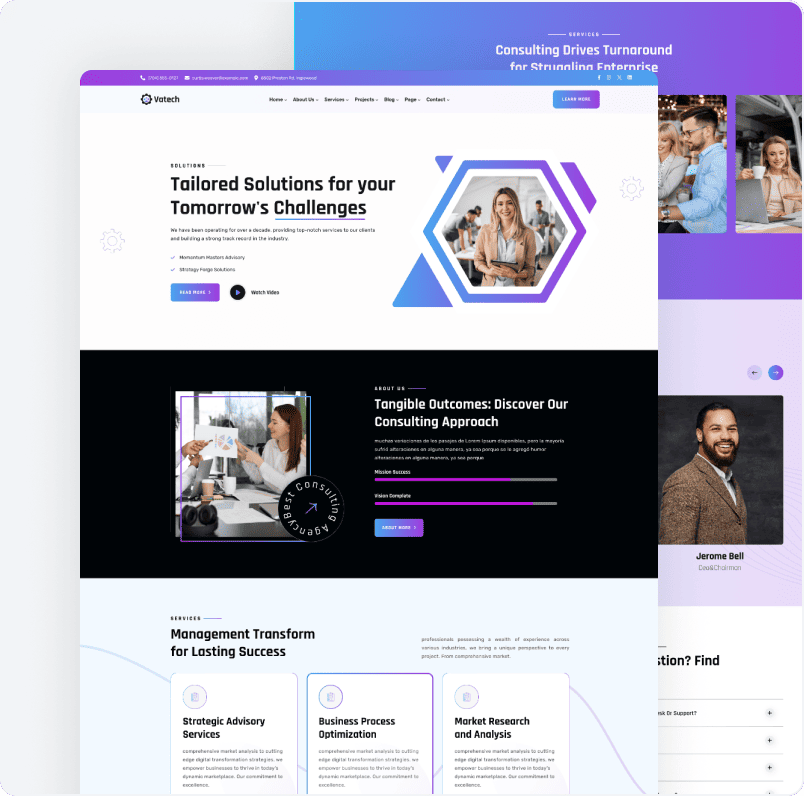 SERVICES
Consulting Drives Turnaround
for Struggling Enterprise
6502 Preston Rd. Inglewood
Vatech
Home
About Us
Services
Projects
Blog
Page
Contact
LEARN MORE
SOLUTIONS
Tailored Solutions for your
Tomorrow's Challenges
We have been operating for over a decade, providing top-notch services to our clients
and building a strong track record in the industry.
Momentum Masters Advisory
Strategy Forge Solutions
READ MORE
Watch Video
ABOUT US
Tangible Outcomes: Discover Our
Consulting Approach
muchas variaciones de los pasajes de Lorem Ipsum disponibles, pero la mayoría
sufrió alteraciones en alguna manera, ya sea porque se le agregó humor
alteraciones en alguna manera, ya sea porque
Mission Success
Vision Complate
ABOUT MORE
Best Consulting Agency
Jerome Bell
Ceo&Chairman
SERVICES
Management Transform
for Lasting Success
professionals possessing a wealth of experience across
various industries, we bring a unique perspective to every
project. From comprehensive market.
stion? Find
ask Or Support?
Strategic Advisory
Services
comprehensive market analysis to cutting
edge digital transformation strategies, we
empower businesses to thrive in today's
dynamic marketplace. Our commitment to
excellence.
Business Process
Optimization
comprehensive market analysis to cutting
edge digital transformation strategies, we
empower businesses to thrive in today's
dynamic marketplace. Our commitment to
excellence.
Market Research
and Analysis
comprehensive market analysis to cutting
edge digital transformation strategies, we
empower businesses to thrive in today's
dynamic marketplace. Our commitment to
excellence.